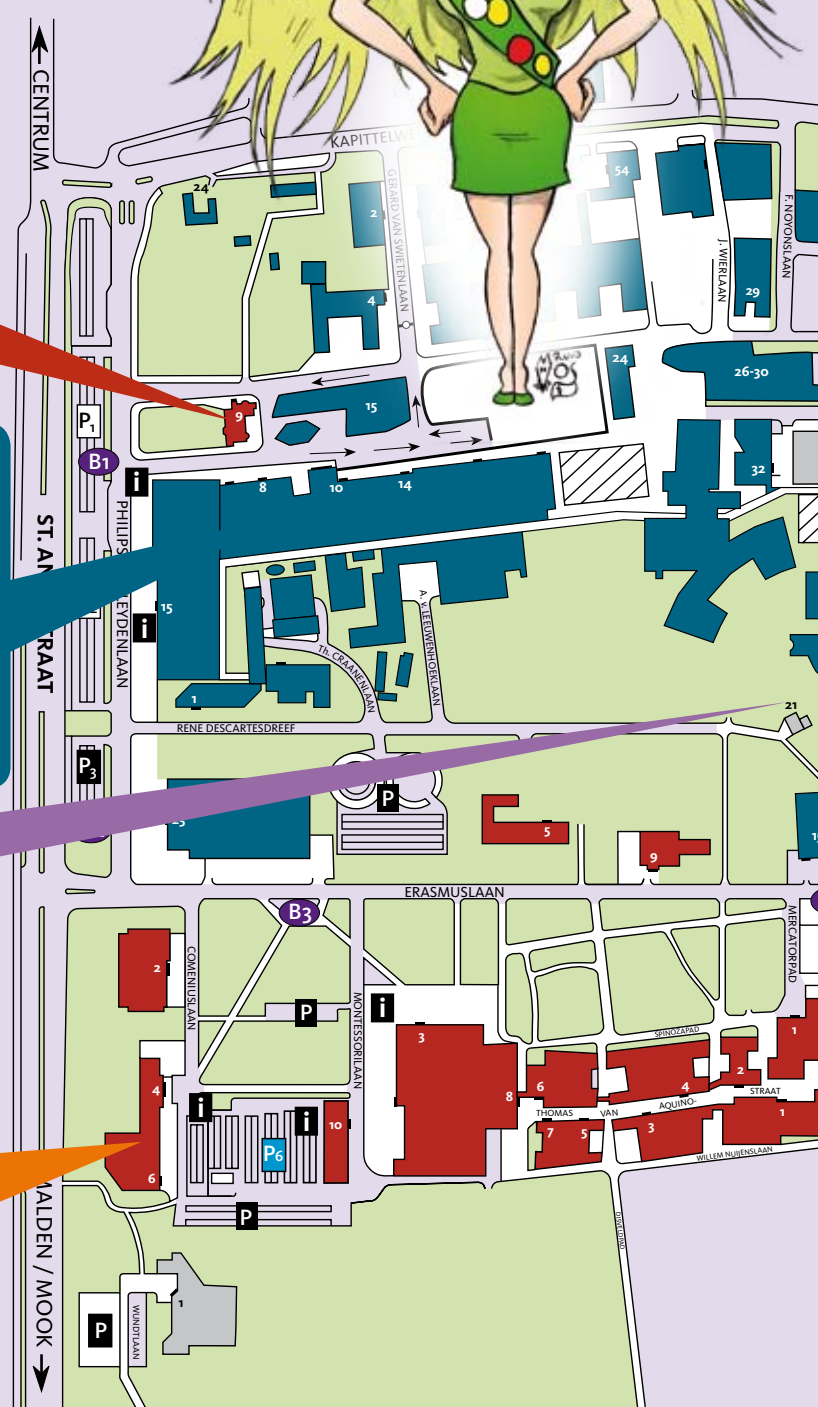 CENTRUM
KAPITTELWE
GERARD VAN SWIETENLAAN
24
2
54
4
J. WIERLAAN
F. NOYONSLAAN
29
24
26-30
15
9
P1
B1
i
8
10
14
32
PHILIPS
LEYDENLAAN
ST. AN
STRAAT
15
i
A. v. LEEUWENHOEKLAAN
Th. CRAANENLAAN
1
RENE DESCARTESDREEF
21
P3
P
5
9
ERASMUSLAAN
B3
MERCATORPAD
2
COMENIUSLAAN
P
MONTESSORILAAN
i
3
SPINOZAPAD
1
4
i
i
10
P6
8
6
4
2
STRAAT
THOMAS
VAN
AQUINO-
1
7
5
3
WILLEM NUIJENSLAAN
6
P
MALDEN / MOOK
DISVELDPAD
1
P
WUNDTLAAN